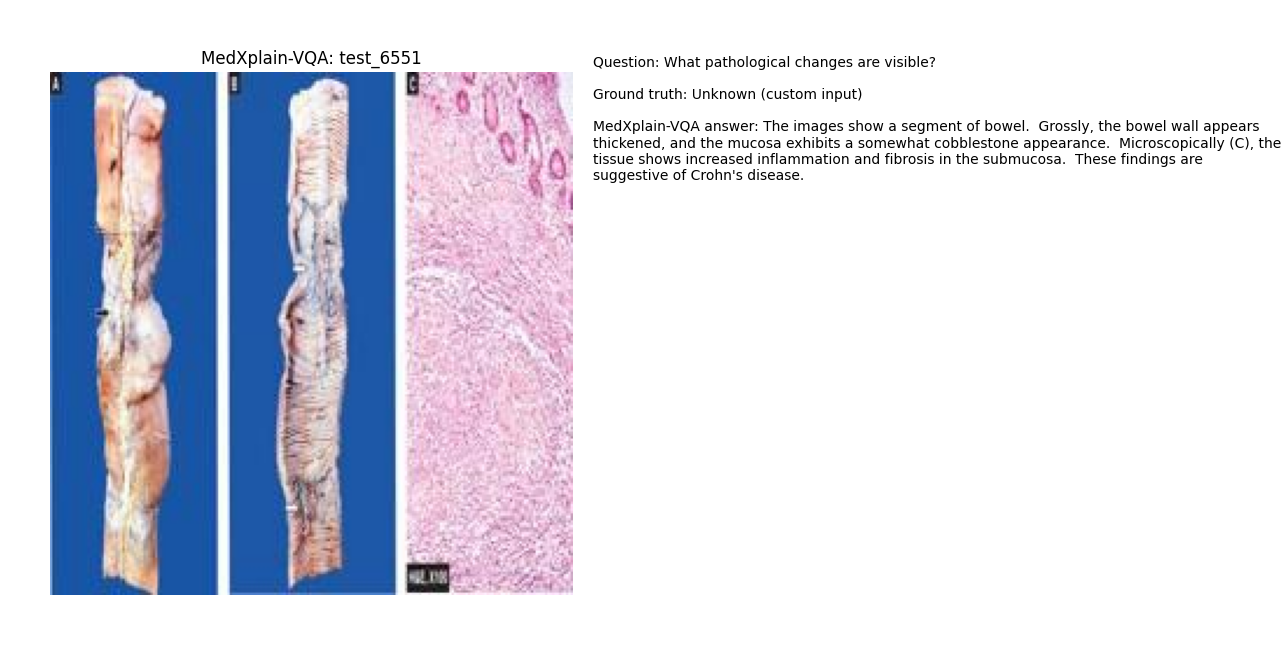 MedXplain-VQA: test_6551
A
B
C
H&E, X100
Question: What pathological changes are visible?
Ground truth: Unknown (custom input)
MedXplain-VQA answer: The images show a segment of bowel.  Grossly, the bowel wall appears
thickened, and the mucosa exhibits a somewhat cobblestone appearance.  Microscopically (C), the
tissue shows increased inflammation and fibrosis in the submucosa.  These findings are
suggestive of Crohn's disease.